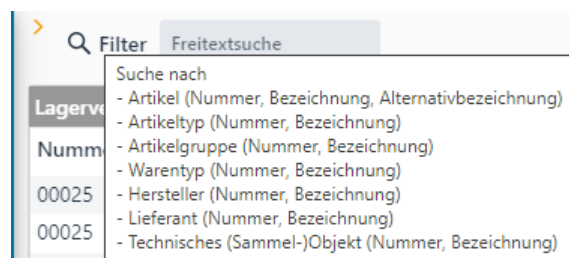 Filter Freitextsuche
Suche nach
- Artikel (Nummer, Bezeichnung, Alternativbezeichnung)
- Artikeltyp (Nummer, Bezeichnung)
- Artikelgruppe (Nummer, Bezeichnung)
- Warentyp (Nummer, Bezeichnung)
- Hersteller (Nummer, Bezeichnung)
- Lieferant (Nummer, Bezeichnung)
- Technisches (Sammel-)Objekt (Nummer, Bezeichnung)
00025
00025